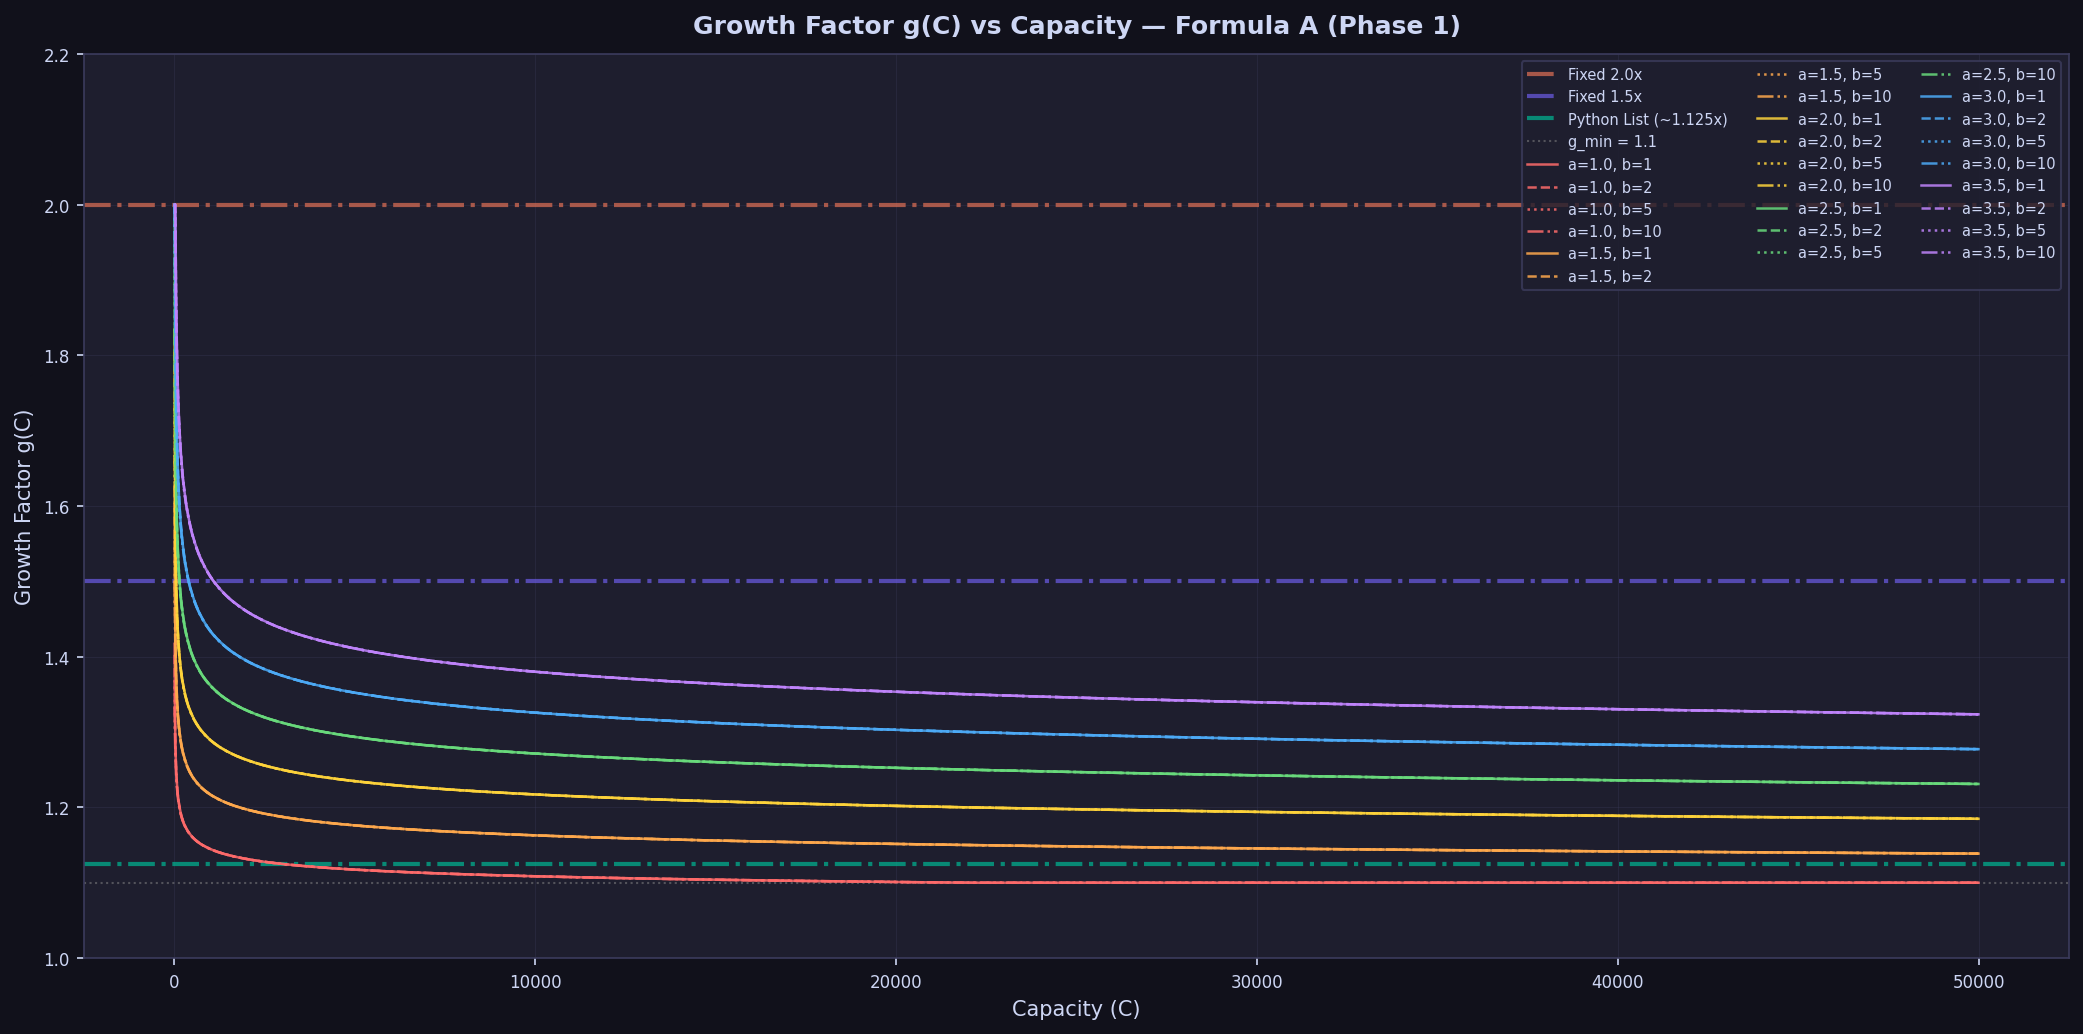 Growth Factor g(C) vs Capacity — Formula A (Phase 1)
Growth Factor g(C)
2.2
2.0
1.8
1.6
1.4
1.2
1.0
Fixed 2.0x
Fixed 1.5x
Python List (~1.125x)
g_min = 1.1
a=1.0, b=1
a=1.0, b=2
a=1.0, b=5
a=1.0, b=10
a=1.5, b=1
a=1.5, b=2
a=1.5, b=5
a=1.5, b=10
a=2.0, b=1
a=2.0, b=2
a=2.0, b=5
a=2.0, b=10
a=2.5, b=1
a=2.5, b=2
a=2.5, b=5
a=2.5, b=10
a=3.0, b=1
a=3.0, b=2
a=3.0, b=5
a=3.0, b=10
a=3.5, b=1
a=3.5, b=2
a=3.5, b=5
a=3.5, b=10
0 10000 20000 30000 40000 50000
Capacity (C)